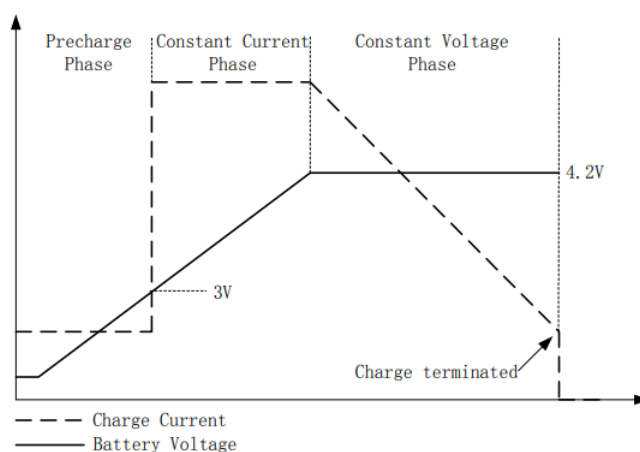 Precharge
Phase
Constant Current
Phase
Constant Voltage
Phase
4.2V
3V
Charge terminated
Charge Current
Battery Voltage